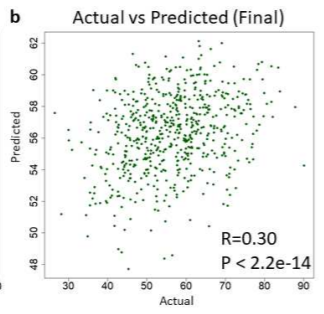 b
Actual vs Predicted (Final)
62
60
58
56
54
52
50
48
Predicted
R=0.30
P < 2.2e-14
30 40 50 60 70 80 90
Actual